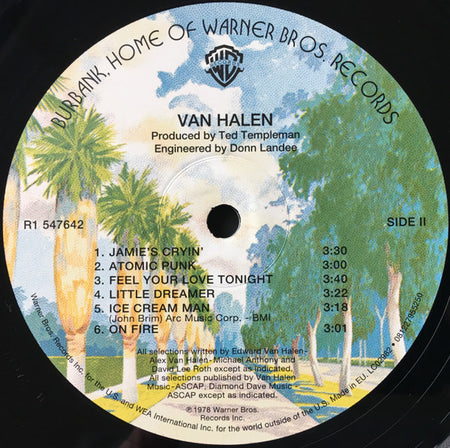 BURBANK, HOME OF WARNER BROS. RECORDS
VAN HALEN
Produced by Ted Templeman
Engineered by Donn Landee
R1 547642
SIDE II
1. JAMIE'S CRYIN' 3:30
2. ATOMIC PUNK 3:00
3. FEEL YOUR LOVE TONIGHT 3:40
4. LITTLE DREAMER 3:22
5. ICE CREAM MAN 3:18
(John Brim) Arc Music Corp. -BMI
6. ON FIRE 3:01
All selections written by Edward Van Halen-
Alex Van Halen-Michael Anthony and
David Lee Roth except as indicated.
All selections published by Van Halen
Music-ASCAP; Diamond Dave Music-
ASCAP except as indicated.
℗ 1978 Warner Bros.
Records Inc.
Warner Bros. Records Inc. for the U.S. and WEA International Inc. for the world outside of the U.S. Made in EU.